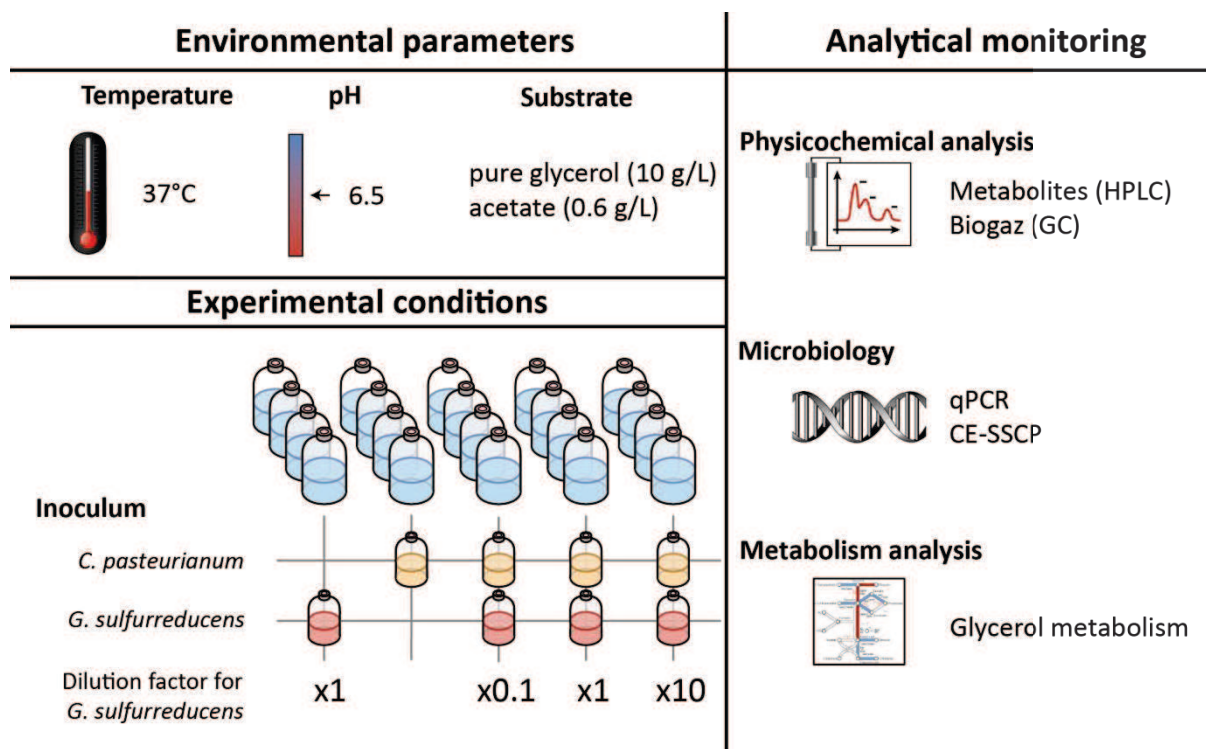 Environmental parameters
Temperature
pH
Substrate
37°C
6.5
pure glycerol (10 g/L)
acetate (0.6 g/L)
Experimental conditions
Inoculum
C. pasteurianum
G. sulfurreducens
Dilution factor for
G. sulfurreducens
x1
x0.1
x1
x10
Analytical monitoring
Physicochemical analysis
Metabolites (HPLC)
Biogaz (GC)
Microbiology
qPCR
CE-SSCP
Metabolism analysis
Glycerol metabolism